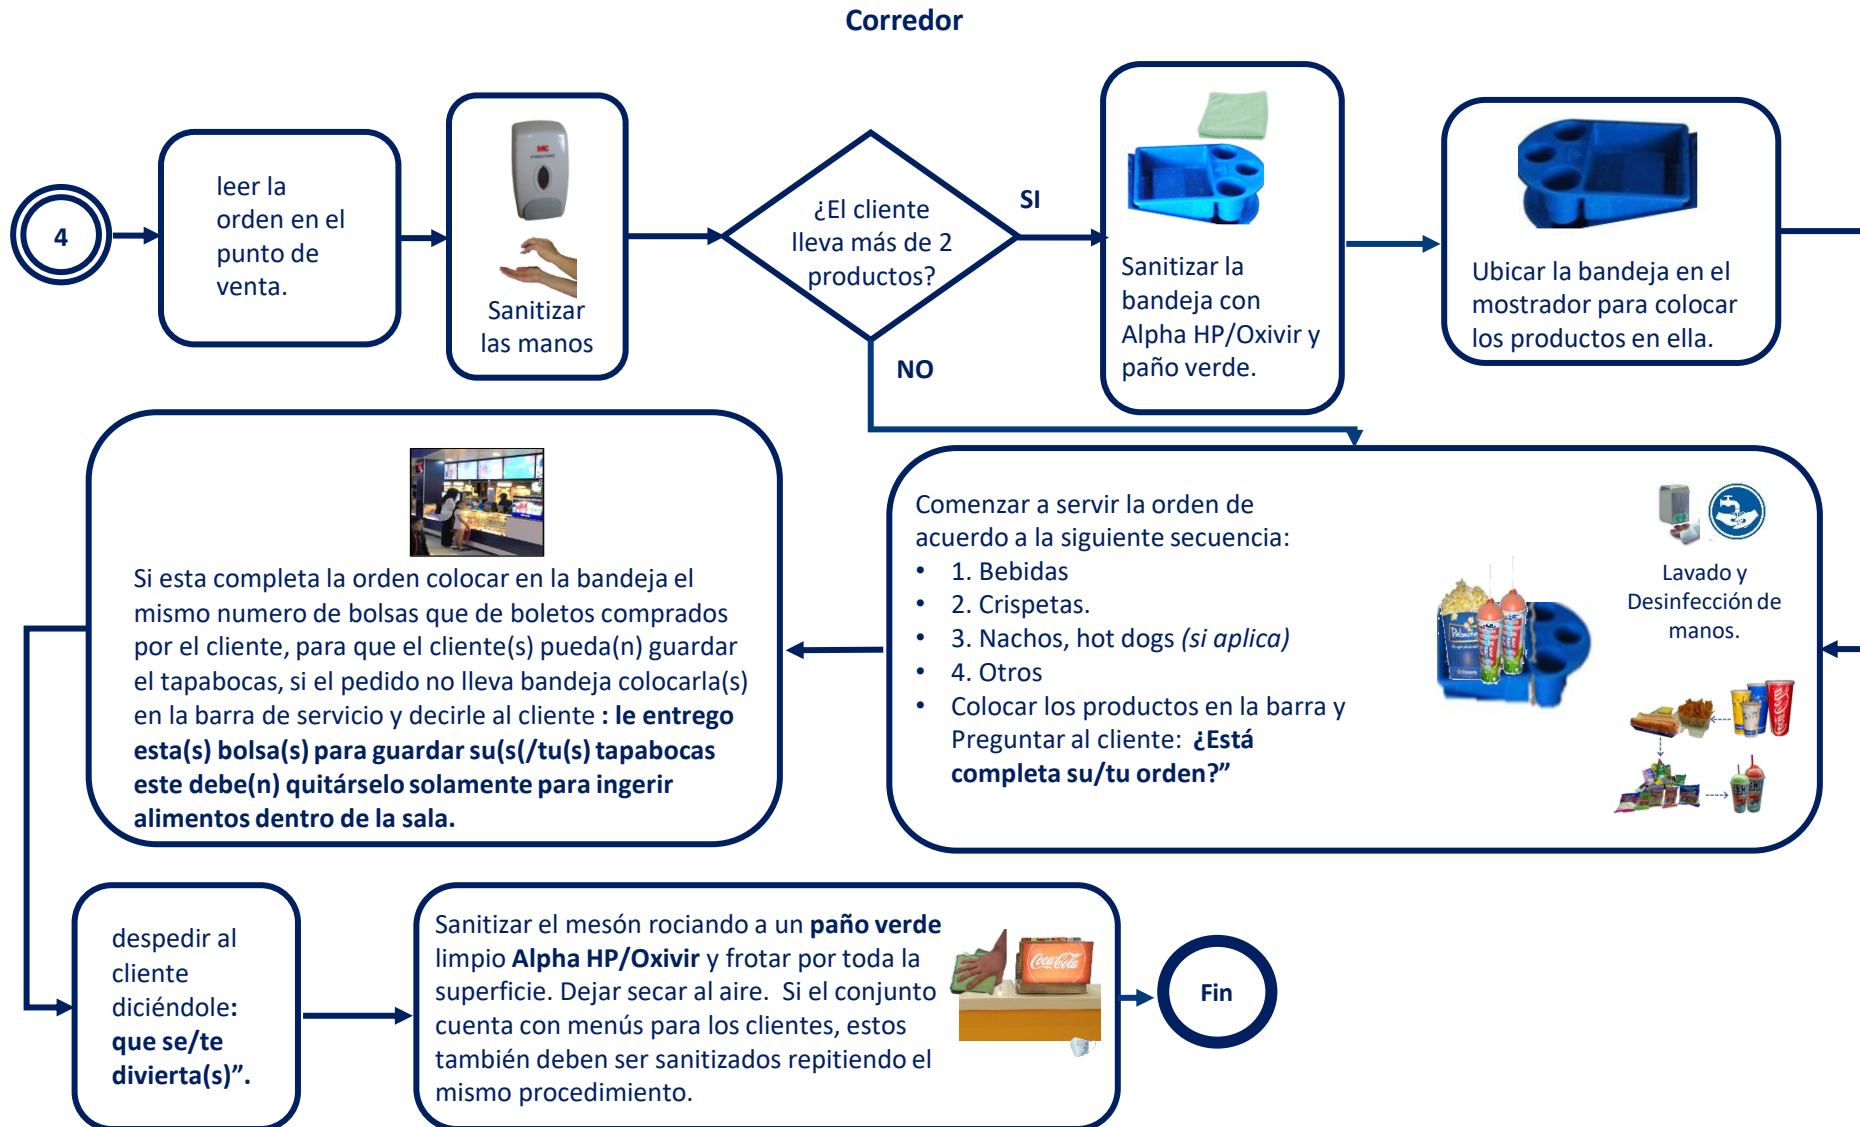 Corredor
4
leer la
orden en el
punto de
venta.
Sanitizar
las manos
¿El cliente
lleva más de 2
productos?
SI
NO
Sanitizar la
bandeja con
Alpha HP/Oxivir y
paño verde.
Ubicar la bandeja en el
mostrador para colocar
los productos en ella.
Comenzar a servir la orden de
acuerdo a la siguiente secuencia:
• 1. Bebidas
• 2. Crispetas.
• 3. Nachos, hot dogs (si aplica)
• 4. Otros
• Colocar los productos en la barra y
Preguntar al cliente: ¿Está
completa su/tu orden?”
Lavado y
Desinfección de
manos.
Si esta completa la orden colocar en la bandeja el
mismo numero de bolsas que de boletos comprados
por el cliente, para que el cliente(s) pueda(n) guardar
el tapabocas, si el pedido no lleva bandeja colocarla(s)
en la barra de servicio y decirle al cliente : le entrego
esta(s) bolsa(s) para guardar su(s(/tu(s) tapabocas
este debe(n) quitárselo solamente para ingerir
alimentos dentro de la sala.
despedir al
cliente
diciéndole:
que se/te
divierta(s)”.
Sanitizar el mesón rociando a un paño verde
limpio Alpha HP/Oxivir y frotar por toda la
superficie. Dejar secar al aire.  Si el conjunto
cuenta con menús para los clientes, estos
también deben ser sanitizados repitiendo el
mismo procedimiento.
Coca-Cola
Fin